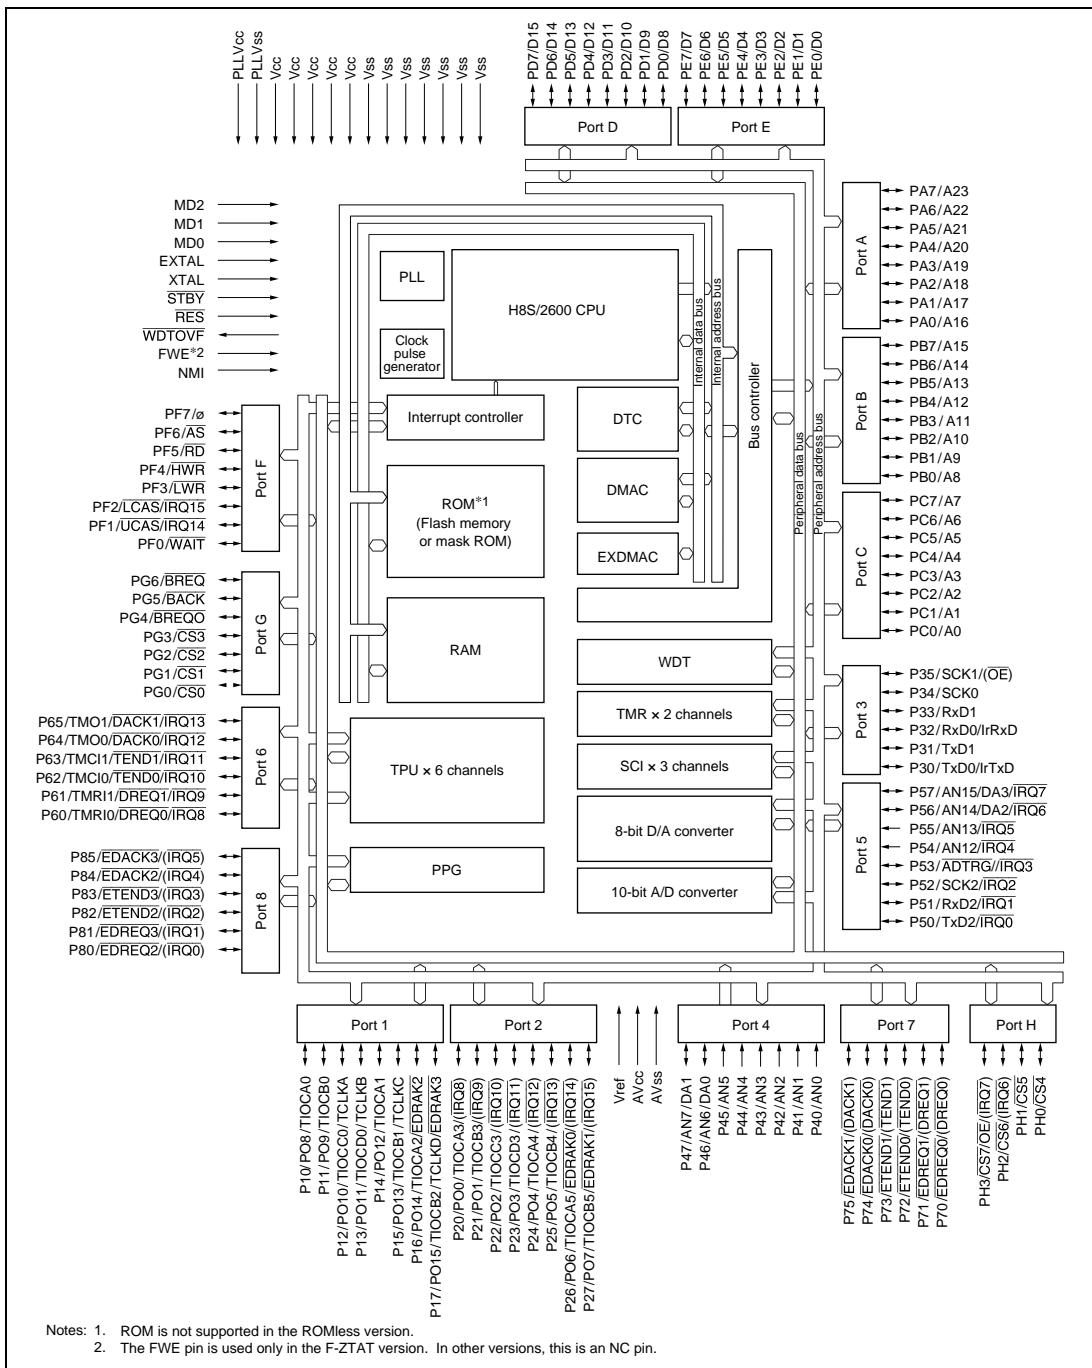 PLLVcc
PLLVss
Vcc
Vcc
Vcc
Vcc
Vcc
Vss
Vss
Vss
Vss
Vss
Vss
Vss
PD7/D15
PD6/D14
PD5/D13
PD4/D12
PD3/D11
PD2/D10
PD1/D9
PD0/D8
PE7/D7
PE6/D6
PE5/D5
PE4/D4
PE3/D3
PE2/D2
PE1/D1
PE0/D0
Port D
Port E
MD2
MD1
MD0
EXTAL
XTAL
STBY
RES
WDTOVF
FWE*2
NMI
PLL
Clock
pulse
generator
H8S/2600 CPU
Interrupt controller
ROM*1
(Flash memory
or mask ROM)
RAM
TPU × 6 channels
PPG
DTC
DMAC
EXDMAC
Internal data bus
Internal address bus
Bus controller
Peripheral data bus
Peripheral address bus
WDT
TMR × 2 channels
SCI × 3 channels
8-bit D/A converter
10-bit A/D converter
Port A
PA7/A23
PA6/A22
PA5/A21
PA4/A20
PA3/A19
PA2/A18
PA1/A17
PA0/A16
Port B
PB7/A15
PB6/A14
PB5/A13
PB4/A12
PB3/A11
PB2/A10
PB1/A9
PB0/A8
Port C
PC7/A7
PC6/A6
PC5/A5
PC4/A4
PC3/A3
PC2/A2
PC1/A1
PC0/A0
Port 3
P35/SCK1/(OE)
P34/SCK0
P33/RxD1
P32/RxD0/IrRxD
P31/TxD1
P30/TxD0/IrTxD
Port 5
P57/AN15/DA3/IRQ7
P56/AN14/DA2/IRQ6
P55/AN13/IRQ5
P54/AN12/IRQ4
P53/ADTRG//IRQ3
P52/SCK2/IRQ2
P51/RxD2/IRQ1
P50/TxD2/IRQ0
PF7/ø
PF6/AS
PF5/RD
PF4/HWR
PF3/LWR
PF2/LCAS/IRQ15
PF1/UCAS/IRQ14
PF0/WAIT
Port F
PG6/BREQ
PG5/BACK
PG4/BREQO
PG3/CS3
PG2/CS2
PG1/CS1
PG0/CS0
Port G
P65/TMO1/DACK1/IRQ13
P64/TMO0/DACK0/IRQ12
P63/TMCI1/TEND1/IRQ11
P62/TMCI0/TEND0/IRQ10
P61/TMRI1/DREQ1/IRQ9
P60/TMRI0/DREQ0/IRQ8
Port 6
P85/EDACK3/(IRQ5)
P84/EDACK2/(IRQ4)
P83/ETEND3/(IRQ3)
P82/ETEND2/(IRQ2)
P81/EDREQ3/(IRQ1)
P80/EDREQ2/(IRQ0)
Port 8
Port 1
Port 2
Port 4
Port 7
Port H
P10/PO8/TIOCA0
P11/PO9/TIOCB0
P12/PO10/TIOCC0/TCLKA
P13/PO11/TIOCD0/TCLKB
P14/PO12/TIOCA1
P15/PO13/TIOCB1/TCLKC
P16/PO14/TIOCA2/EDRAK2
P17/PO15/TIOCB2/TCLKD/EDRAK3
P20/PO0/TIOCA3/(IRQ8)
P21/PO1/TIOCB3/(IRQ9)
P22/PO2/TIOCC3/(IRQ10)
P23/PO3/TIOCD3/(IRQ11)
P24/PO4/TIOCA4/(IRQ12)
P25/PO5/TIOCB4/(IRQ13)
P26/PO6/TIOCA5/EDRAK0/(IRQ14)
P27/PO7/TIOCB5/EDRAK1/(IRQ15)
Vref
AVcc
AVss
P47/AN7/DA1
P46/AN6/DA0
P45/AN5
P44/AN4
P43/AN3
P42/AN2
P41/AN1
P40/AN0
P75/EDACK1/(DACK1)
P74/EDACK0/(DACK0)
P73/ETEND1/(TEND1)
P72/ETEND0/(TEND0)
P71/EDREQ1/(DREQ1)
P70/EDREQ0/(DREQ0)
PH3/CS7/OE/(IRQ7)
PH2/CS6/(IRQ6)
PH1/CS5
PH0/CS4
Notes: 1. ROM is not supported in the ROMless version.
2. The FWE pin is used only in the F-ZTAT version. In other versions, this is an NC pin.